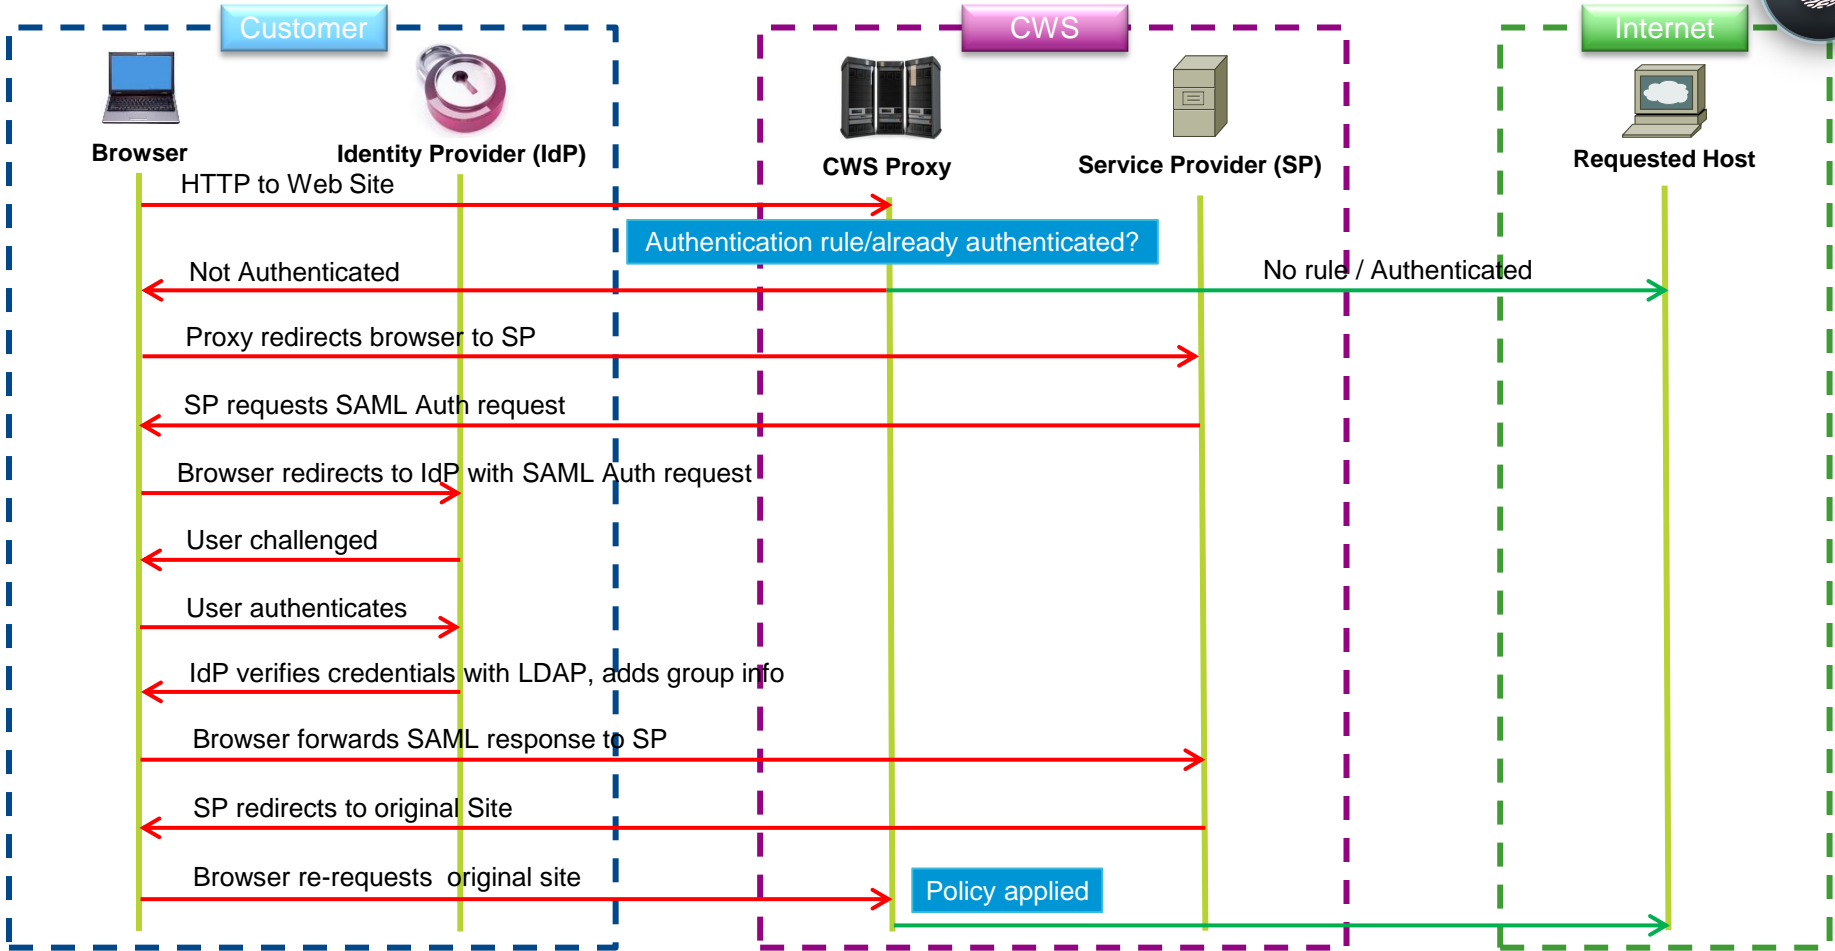 Customer
CWS
Internet
Browser
Identity Provider (IdP)
CWS Proxy
Service Provider (SP)
Requested Host
HTTP to Web Site
Authentication rule/already authenticated?
Not Authenticated
No rule / Authenticated
Proxy redirects browser to SP
SP requests SAML Auth request
Browser redirects to IdP with SAML Auth request
User challenged
User authenticates
IdP verifies credentials with LDAP, adds group info
Browser forwards SAML response to SP
SP redirects to original Site
Browser re-requests original site
Policy applied